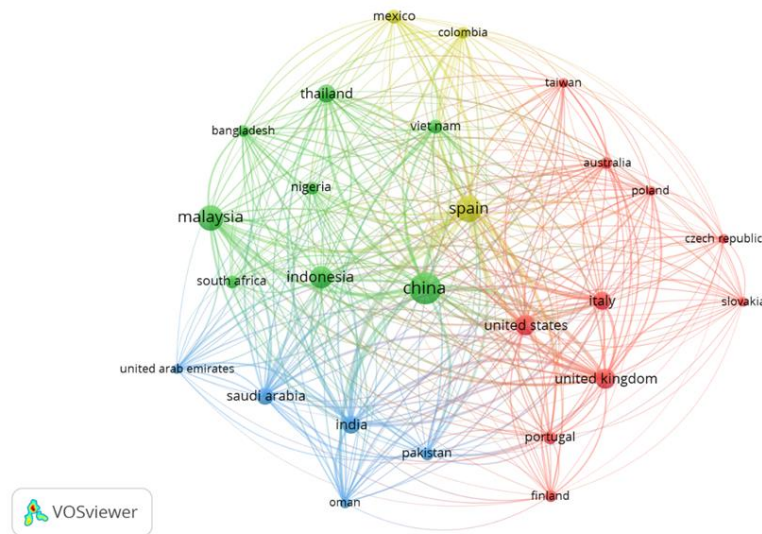 mexico
colombia
taiwan
thailand
viet nam
bangladesh
australia
nigeria
poland
malaysia
spain
czech republic
south africa
indonesia
china
italy
slovakia
united states
united arab emirates
united kingdom
saudi arabia
india
portugal
pakistan
oman
finland
VOSviewer